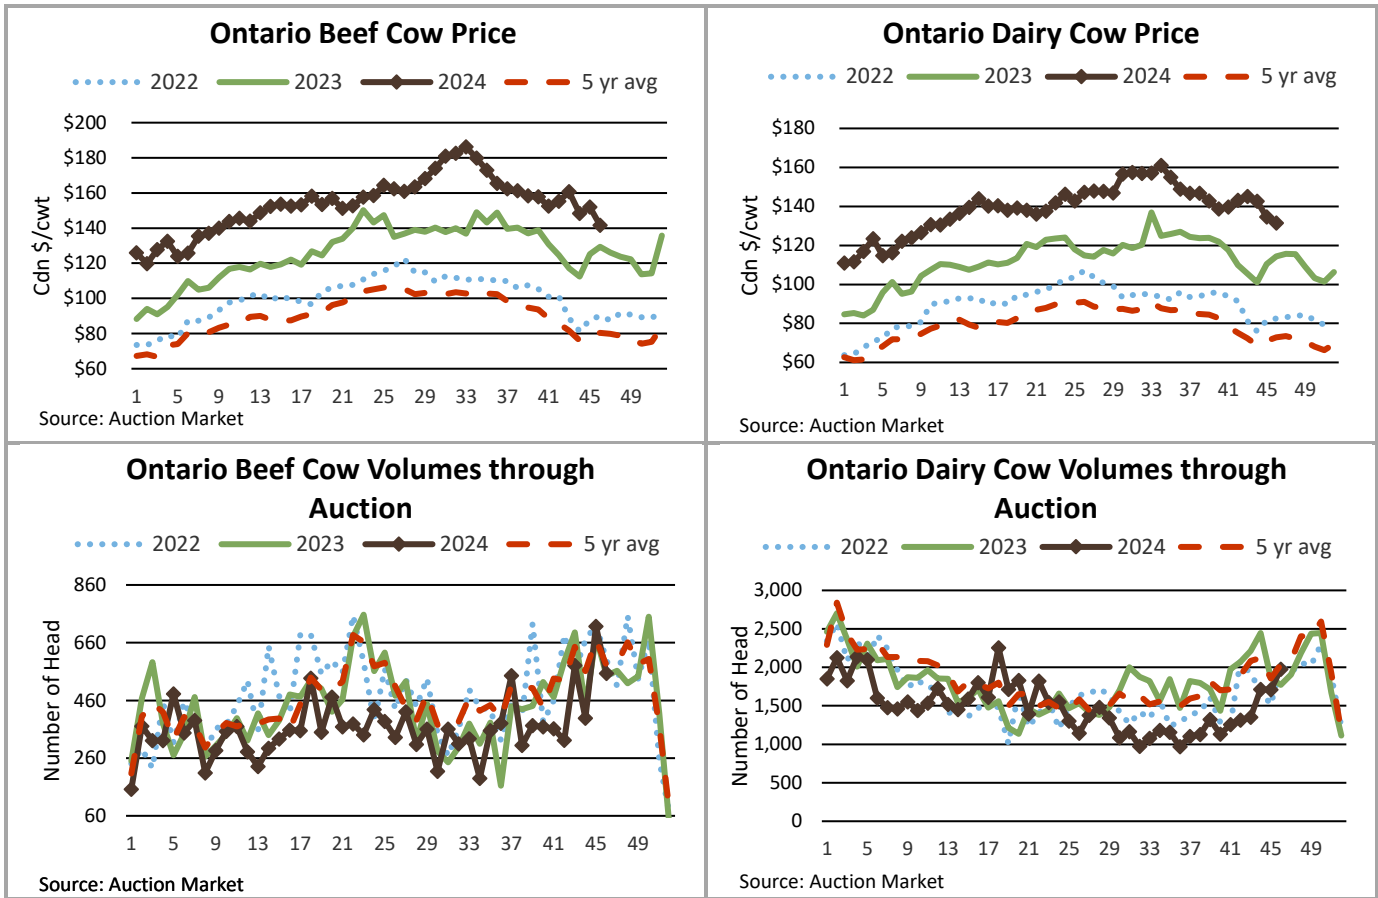 Ontario Beef Cow Price
2022 2023 2024 5 yr avg
Cdn $/cwt
$200
$180
$160
$140
$120
$100
$80
$60
1 5 9 13 17 21 25 29 33 37 41 45 49
Source: Auction Market
Ontario Dairy Cow Price
2022 2023 2024 5 yr avg
Cdn $/cwt
$180
$160
$140
$120
$100
$80
$60
1 5 9 13 17 21 25 29 33 37 41 45 49
Source: Auction Market
Ontario Beef Cow Volumes through
Auction
2022 2023 2024 5 yr avg
Number of Head
860
660
460
260
60
1 5 9 13 17 21 25 29 33 37 41 45 49
Source: Auction Market
Ontario Dairy Cow Volumes through
Auction
2022 2023 2024 5 yr avg
Number of Head
3,000
2,500
2,000
1,500
1,000
500
0
1 5 9 13 17 21 25 29 33 37 41 45 49
Source: Auction Market